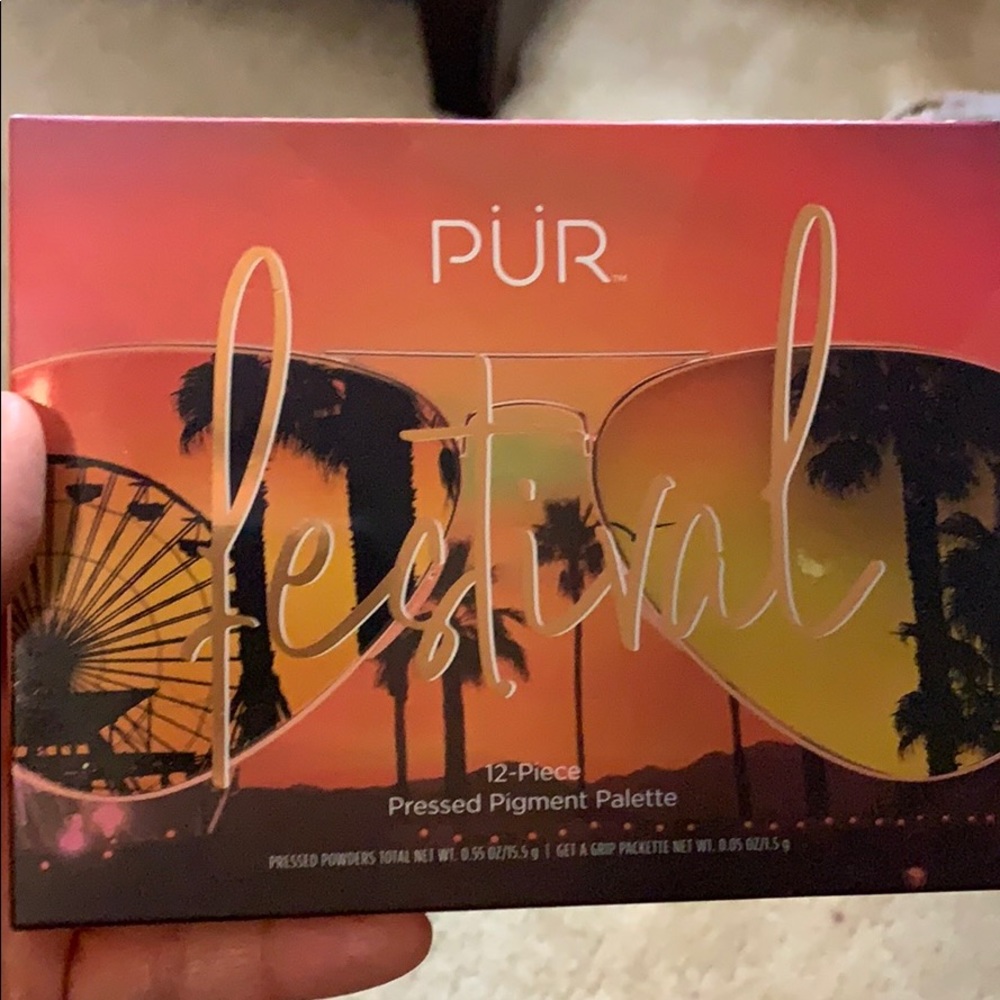 PÜR™
festival
12-Piece
Pressed Pigment Palette
PRESSED POWDERS TOTAL NET WT. 0.55 OZ/15.5 g | GET A GRIP PACKETTE NET WT. 0.05 OZ/1.5 g